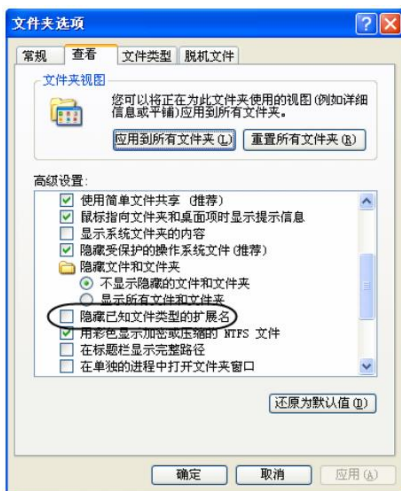 文件夹选项
常规 查看 文件类型 脱机文件
文件夹视图
您可以将正在为此文件夹使用的视图(例如详细
信息或平铺)应用到所有文件夹。
应用到所有文件夹(L) 重置所有文件夹(R)
高级设置:
使用简单文件共享 (推荐)
鼠标指向文件夹和桌面项时显示提示信息
显示系统文件夹的内容
隐藏受保护的操作系统文件(推荐)
隐藏文件和文件夹
不显示隐藏的文件和文件夹
显示所有文件和文件夹
隐藏已知文件类型的扩展名
用彩色显示加密或压缩的 NTFS 文件
在标题栏显示完整路径
在单独的进程中打开文件夹窗口
还原为默认值(D)
确定 取消 应用(A)